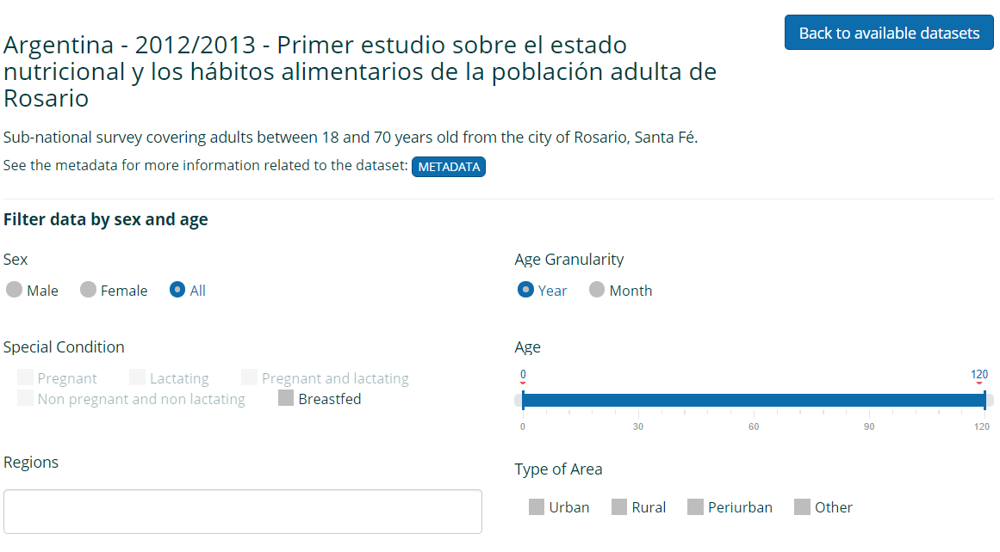 Back to available datasets
Argentina - 2012/2013 - Primer estudio sobre el estado
nutricional y los hábitos alimentarios de la población adulta de
Rosario
Sub-national survey covering adults between 18 and 70 years old from the city of Rosario, Santa Fé.
See the metadata for more information related to the dataset: METADATA
Filter data by sex and age
Sex
Male Female All
Age Granularity
Year Month
Special Condition
Pregnant Lactating Pregnant and lactating
Non pregnant and non lactating Breastfed
Age
0 120
0 30 60 90 120
Regions
Type of Area
Urban Rural Periurban Other